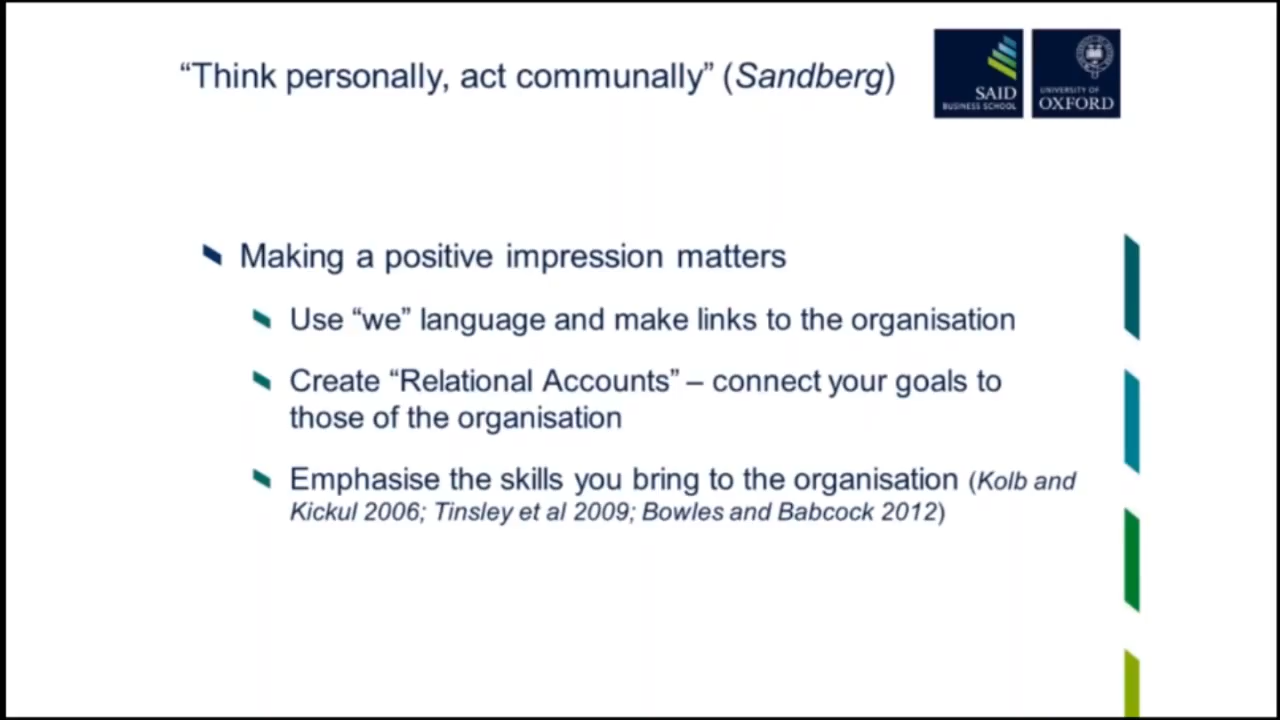 “Think personally, act communally” (Sandberg)
SAID
BUSINESS SCHOOL
UNIVERSITY OF
OXFORD
Making a positive impression matters
Use “we” language and make links to the organisation
Create “Relational Accounts” – connect your goals to
those of the organisation
Emphasise the skills you bring to the organisation (Kolb and
Kickul 2006; Tinsley et al 2009; Bowles and Babcock 2012)